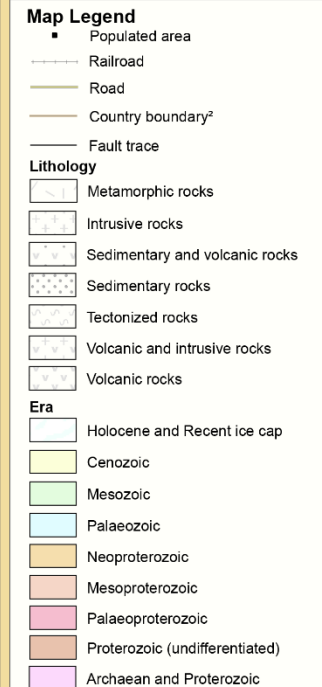 Map Legend
Populated area
Railroad
Road
Country boundary²
Fault trace
Lithology
Metamorphic rocks
Intrusive rocks
Sedimentary and volcanic rocks
Sedimentary rocks
Tectonized rocks
Volcanic and intrusive rocks
Volcanic rocks
Era
Holocene and Recent ice cap
Cenozoic
Mesozoic
Palaeozoic
Neoproterozoic
Mesoproterozoic
Palaeoproterozoic
Proterozoic (undifferentiated)
Archaean and Proterozoic